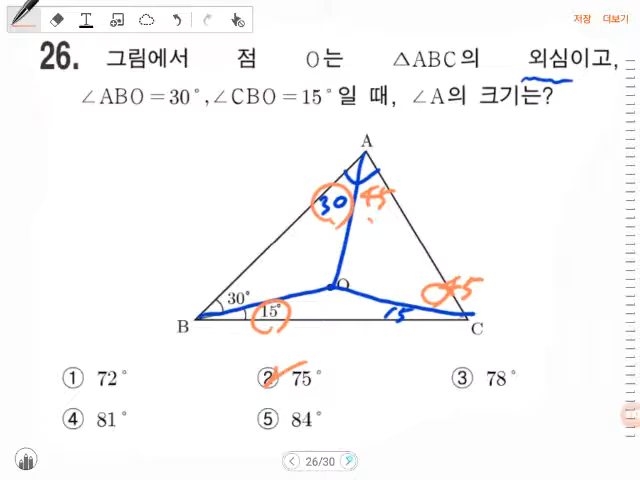 저장 더보기
26. 그림에서 점 O는 △ABC의 외심이고,
∠ABO=30°, ∠CBO=15°일 때, ∠A의 크기는?
A
30 45
O
45
30°
15°
15
B
C
① 72° ② 75° ③ 78°
④ 81° ⑤ 84°
26/30